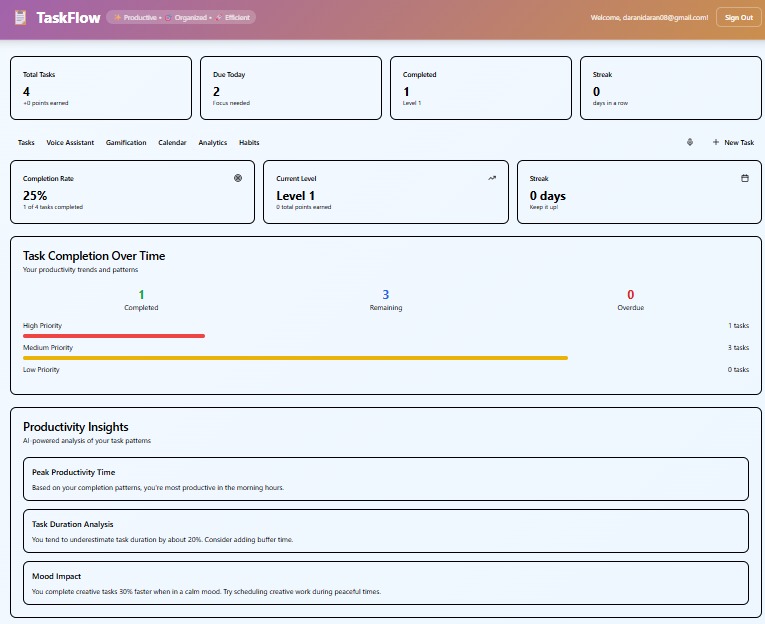 TaskFlow
Productive • Organized • Efficient
Welcome, daranidaran08@gmail.com!
Sign Out
Total Tasks
4
+0 points earned
Due Today
2
Focus needed
Completed
1
Level 1
Streak
0
days in a row
Tasks Voice Assistant Gamification Calendar Analytics Habits
+ New Task
Completion Rate
25%
1 of 4 tasks completed
Current Level
Level 1
0 total points earned
Streak
0 days
Keep it up!
Task Completion Over Time
Your productivity trends and patterns
1 3 0
Completed Remaining Overdue
High Priority 1 tasks
Medium Priority 3 tasks
Low Priority 0 tasks
Productivity Insights
AI-powered analysis of your task patterns
Peak Productivity Time
Based on your completion patterns, you're most productive in the morning hours.
Task Duration Analysis
You tend to underestimate task duration by about 20%. Consider adding buffer time.
Mood Impact
You complete creative tasks 30% faster when in a calm mood. Try scheduling creative work during peaceful times.